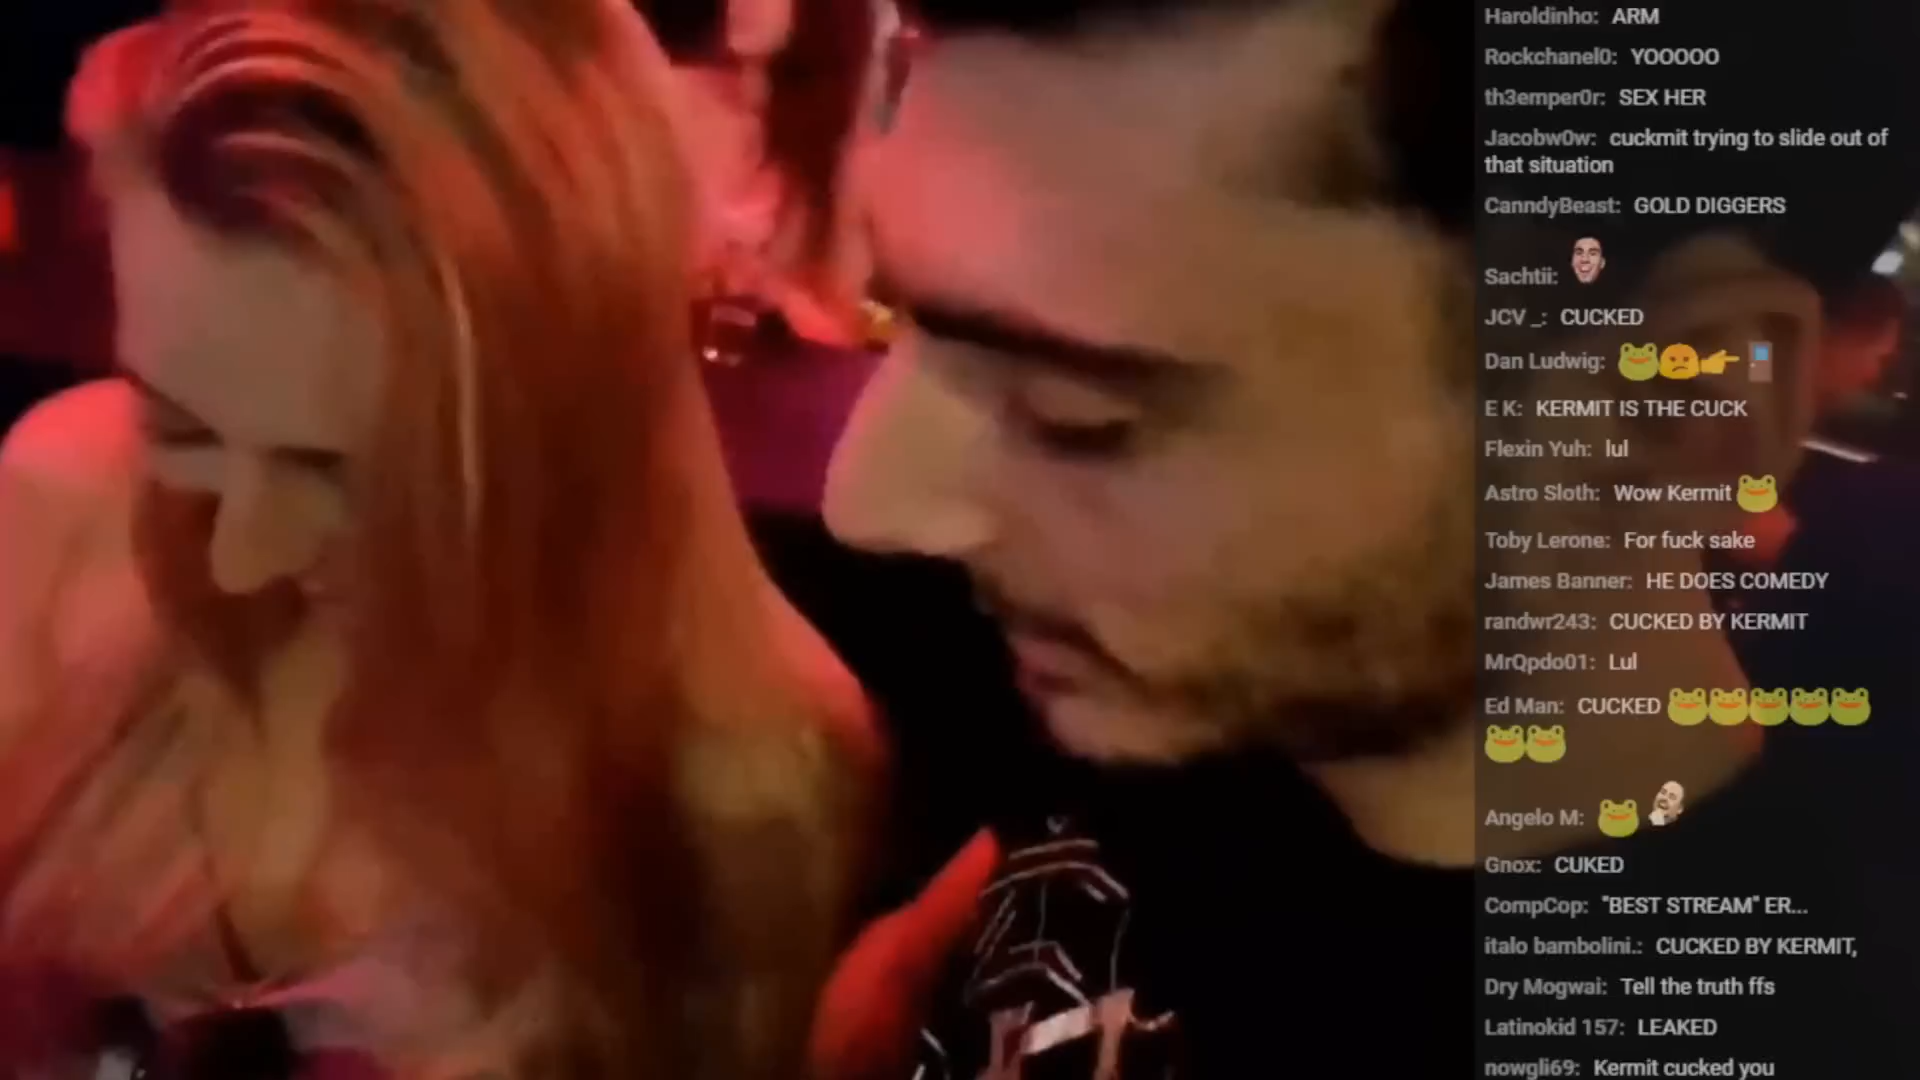 Haroldinho: ARM
Rockchanel0: YOOOOO
th3emper0r: SEX HER
Jacobw0w: cuckmit trying to slide out of
that situation
CanndyBeast: GOLD DIGGERS
Sachtii:
JCV _: CUCKED
Dan Ludwig:
E K: KERMIT IS THE CUCK
Flexin Yuh: lul
Astro Sloth: Wow Kermit
Toby Lerone: For fuck sake
James Banner: HE DOES COMEDY
randwr243: CUCKED BY KERMIT
MrQpdo01: Lul
Ed Man: CUCKED
Angelo M:
Gnox: CUKED
CompCop: "BEST STREAM" ER...
italo bambolini.: CUCKED BY KERMIT,
Dry Mogwai: Tell the truth ffs
Latinokid 157: LEAKED
nowgli69: Kermit cucked you